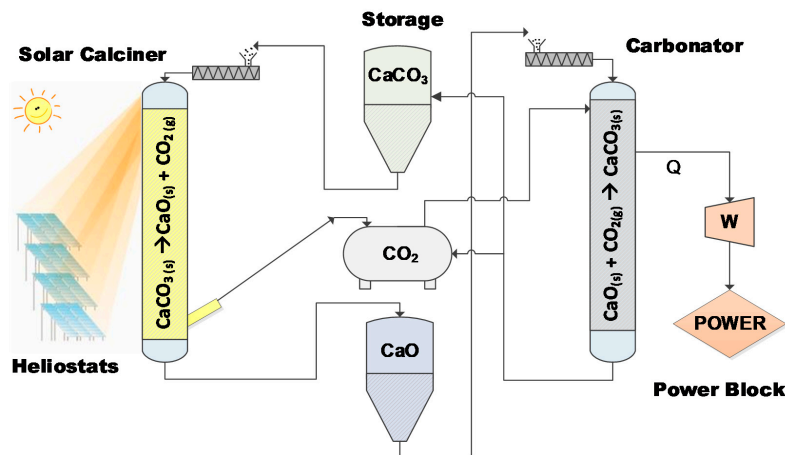 Storage
Solar Calciner
Carbonator
CaCO₃
CaCO₃ (s) → CaO(s) + CO₂ (g)
CaO(s) + CO₂(g) → CaCO₃(s)
Q
W
CO₂
POWER
CaO
Heliostats
Power Block